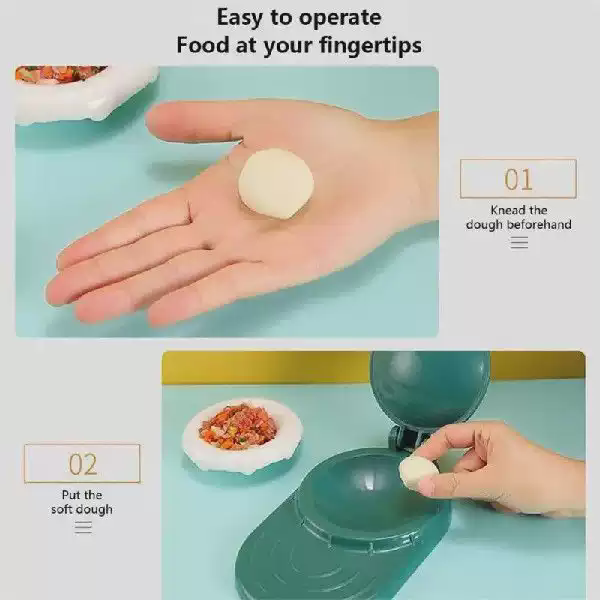 Easy to operate
Food at your fingertips
01
Knead the
dough beforehand
02
Put the
soft dough